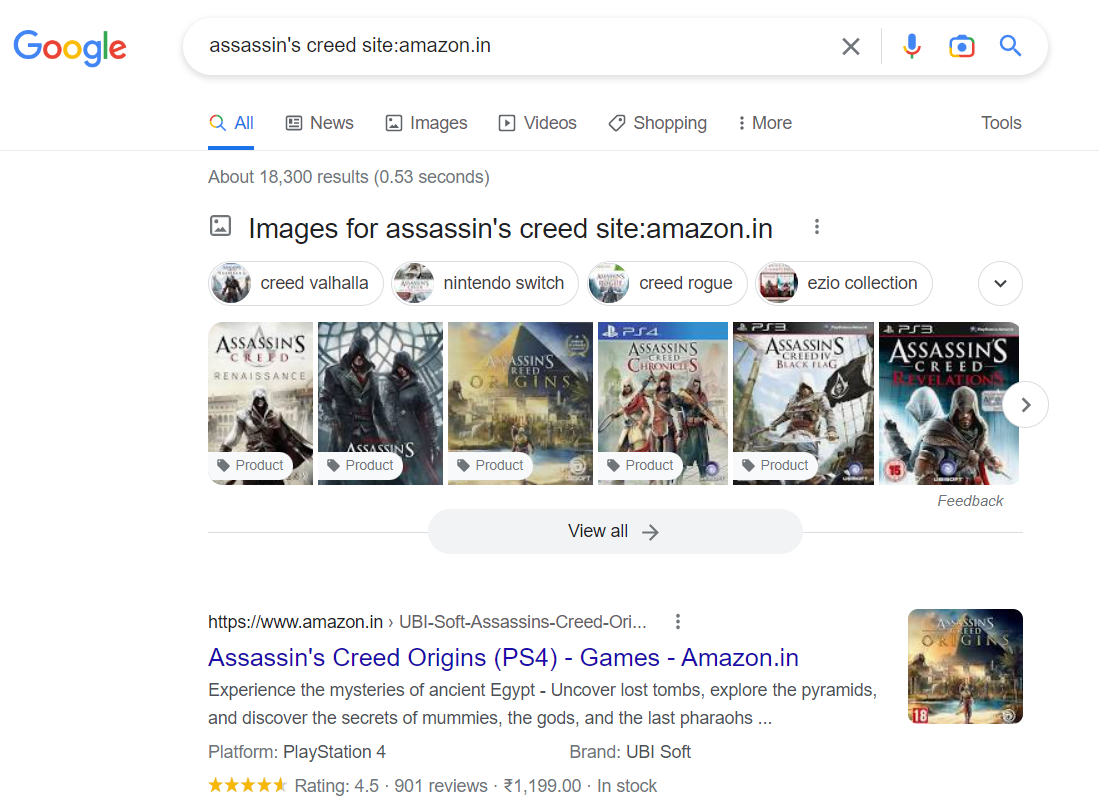 Google
assassin's creed site:amazon.in
All News Images Videos Shopping More Tools
About 18,300 results (0.53 seconds)
Images for assassin's creed site:amazon.in
creed valhalla nintendo switch creed rogue ezio collection
ASSASSIN'S CREED RENAISSANCE
ASSASSIN'S
ASSASSIN'S CREED ORIGINS
PS4 ASSASSIN'S CREED CHRONICLES
PS3 ASSASSIN'S CREED IV BLACK FLAG
PS3 ASSASSIN'S CREED REVELATIONS 15 UBISOFT
Product Product Product Product Product
Feedback
View all
https://www.amazon.in › UBI-Soft-Assassins-Creed-Ori...
Assassin's Creed Origins (PS4) - Games - Amazon.in
Experience the mysteries of ancient Egypt - Uncover lost tombs, explore the pyramids,
and discover the secrets of mummies, the gods, and the last pharaohs ...
Platform: PlayStation 4 Brand: UBI Soft
Rating: 4.5 · 901 reviews · ₹1,199.00 · In stock
ASSASSIN'S CREED ORIGINS 18